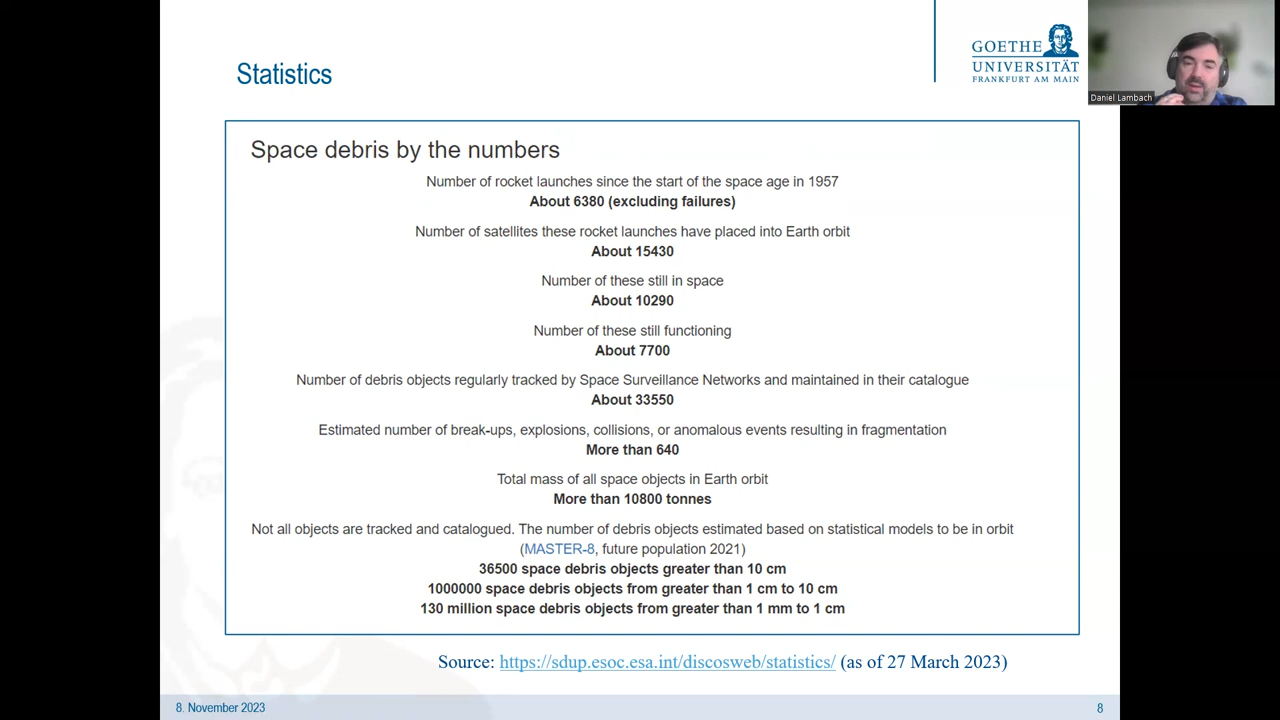 Statistics
GOETHE
UNIVERSITÄT
FRANKFURT AM MAIN
Daniel Lambach
Space debris by the numbers
Number of rocket launches since the start of the space age in 1957
About 6380 (excluding failures)
Number of satellites these rocket launches have placed into Earth orbit
About 15430
Number of these still in space
About 10290
Number of these still functioning
About 7700
Number of debris objects regularly tracked by Space Surveillance Networks and maintained in their catalogue
About 33550
Estimated number of break-ups, explosions, collisions, or anomalous events resulting in fragmentation
More than 640
Total mass of all space objects in Earth orbit
More than 10800 tonnes
Not all objects are tracked and catalogued. The number of debris objects estimated based on statistical models to be in orbit
(MASTER-8, future population 2021)
36500 space debris objects greater than 10 cm
1000000 space debris objects from greater than 1 cm to 10 cm
130 million space debris objects from greater than 1 mm to 1 cm
Source: https://sdup.esoc.esa.int/discosweb/statistics/ (as of 27 March 2023)
8. November 2023
8